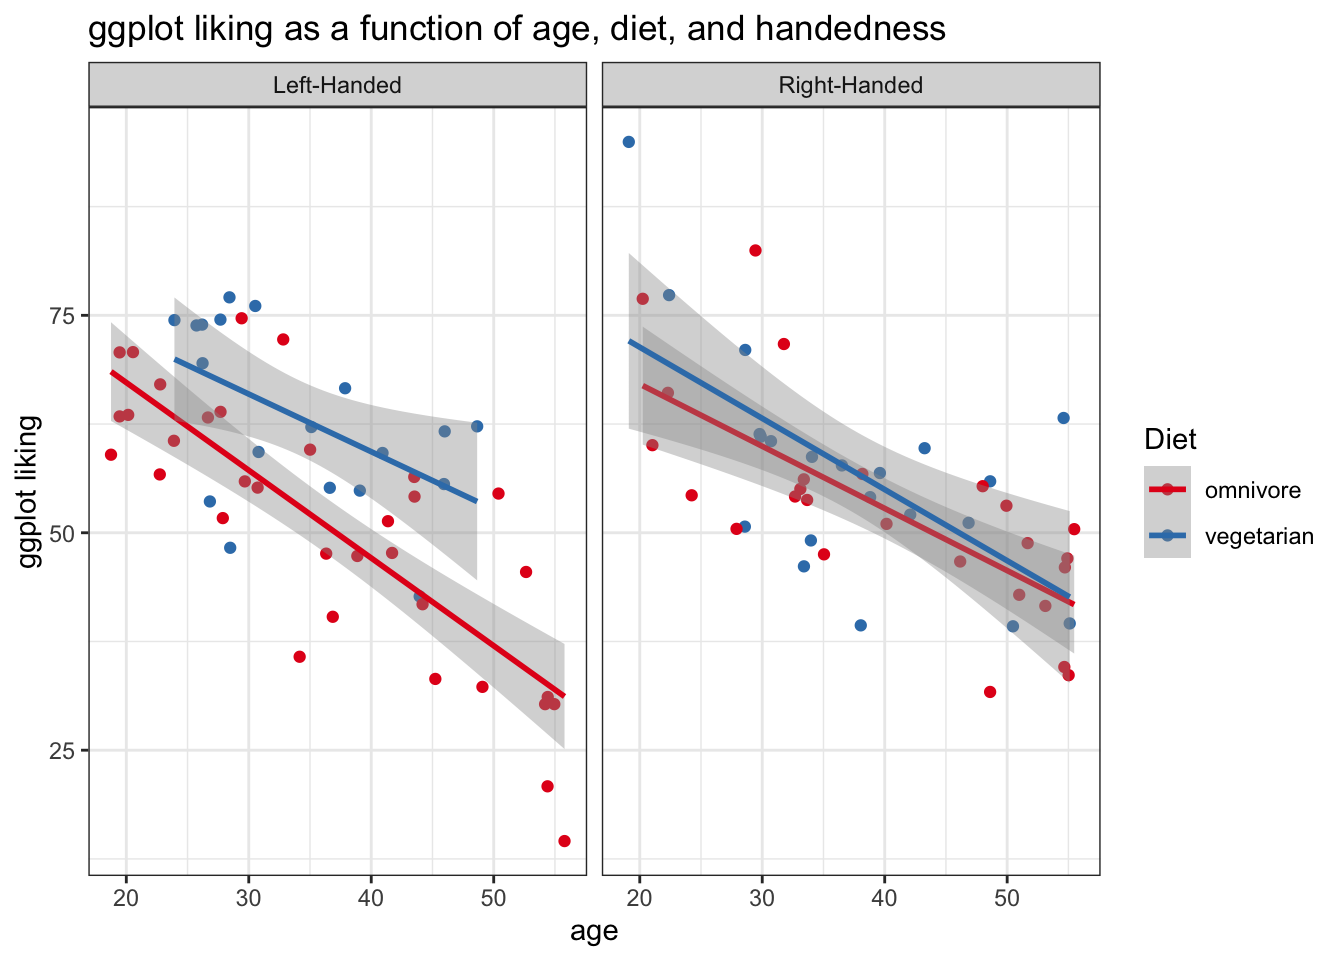 ggplot liking as a function of age, diet, and handedness
Left-Handed
Right-Handed
75
50
25
ggplot liking
20 30 40 50
20 30 40 50
age
Diet
omnivore
vegetarian